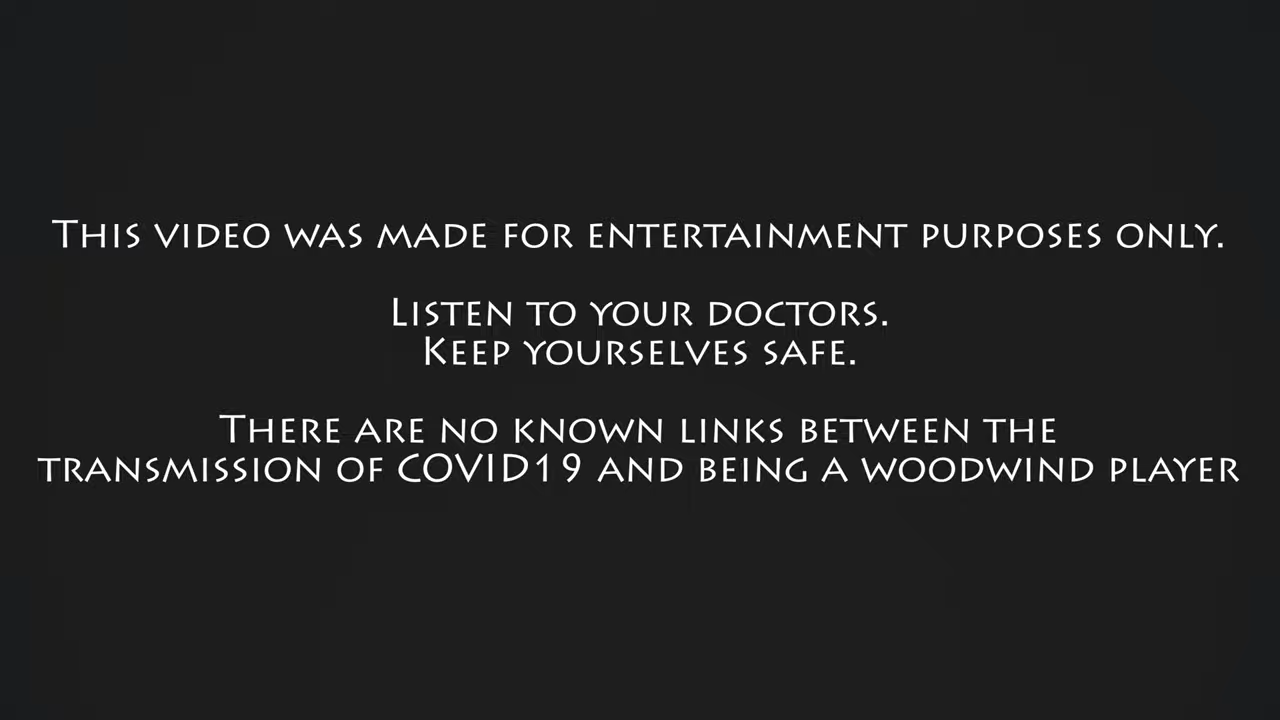 This video was made for entertainment purposes only.
Listen to your doctors.
Keep yourselves safe.
There are no known links between the
transmission of COVID19 and being a woodwind player